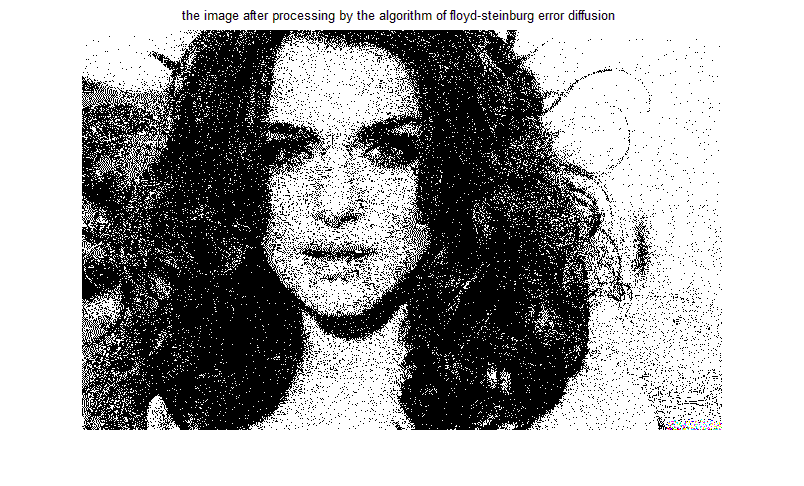 the image after processing by the algorithm of floyd-steinburg error diffusion